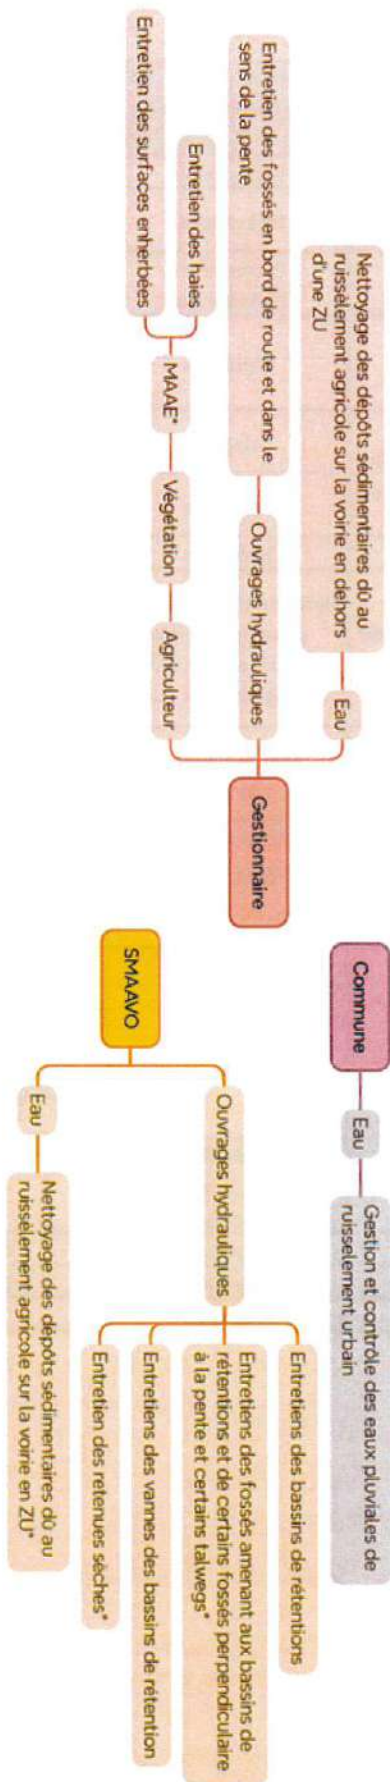 Nettoyage des dépôts sédimentaires dû au
ruissèlement agricole sur la voirie en dehors
d'une ZU
Eau
Entretien des fossés en bord de route et dans le
sens de la pente
Ouvrages hydrauliques
Entretien des haies
Entretien des surfaces enherbées
MAAE*
Végétation
Agriculteur
Gestionnaire
Commune
Eau
Gestion et contrôle des eaux pluviales de
ruisselement urbain
SMAAVO
Ouvrages hydrauliques
Entretiens des bassins de rétentions
Entretiens des fossés amenant aux bassins de
rétentions et de certains fossés perpendiculaire
à la pente et certains talwegs*
Entretiens des vannes des bassins de rétention
Entretien des retenues sèches*
Eau
Nettoyage des dépôts sédimentaires dû au
ruissèlement agricole sur la voirie en ZU*